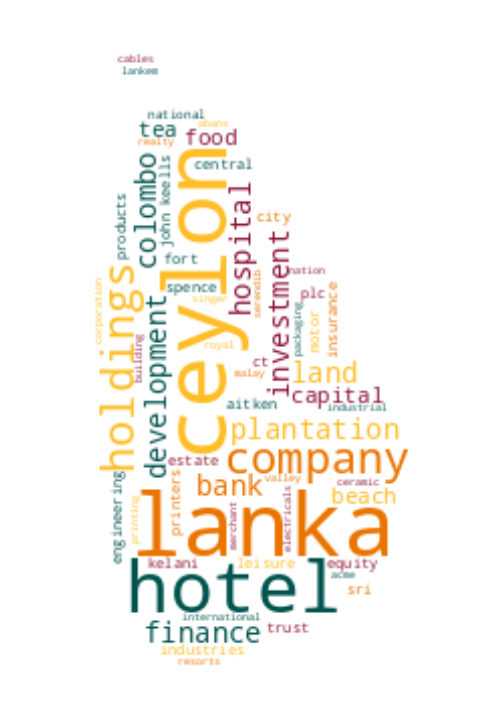 cables
lankem
national
tea
abans
realty
food
colombo
john keells
ceylon
central
products
hospital
city
fort
holdings
corporation
spence
singer
serendib
investment
nation
plc
packaging
motor
insurance
building
development
royal
ct
malay
land
capital
industrial
aitken
plantation
company
estate
engineering
printers
printing
bank
valley
ceramic
beach
merchant
electricals
lanka
kelani
leisure
equity
acme
hotel
sri
international
finance
trust
industries
resorts